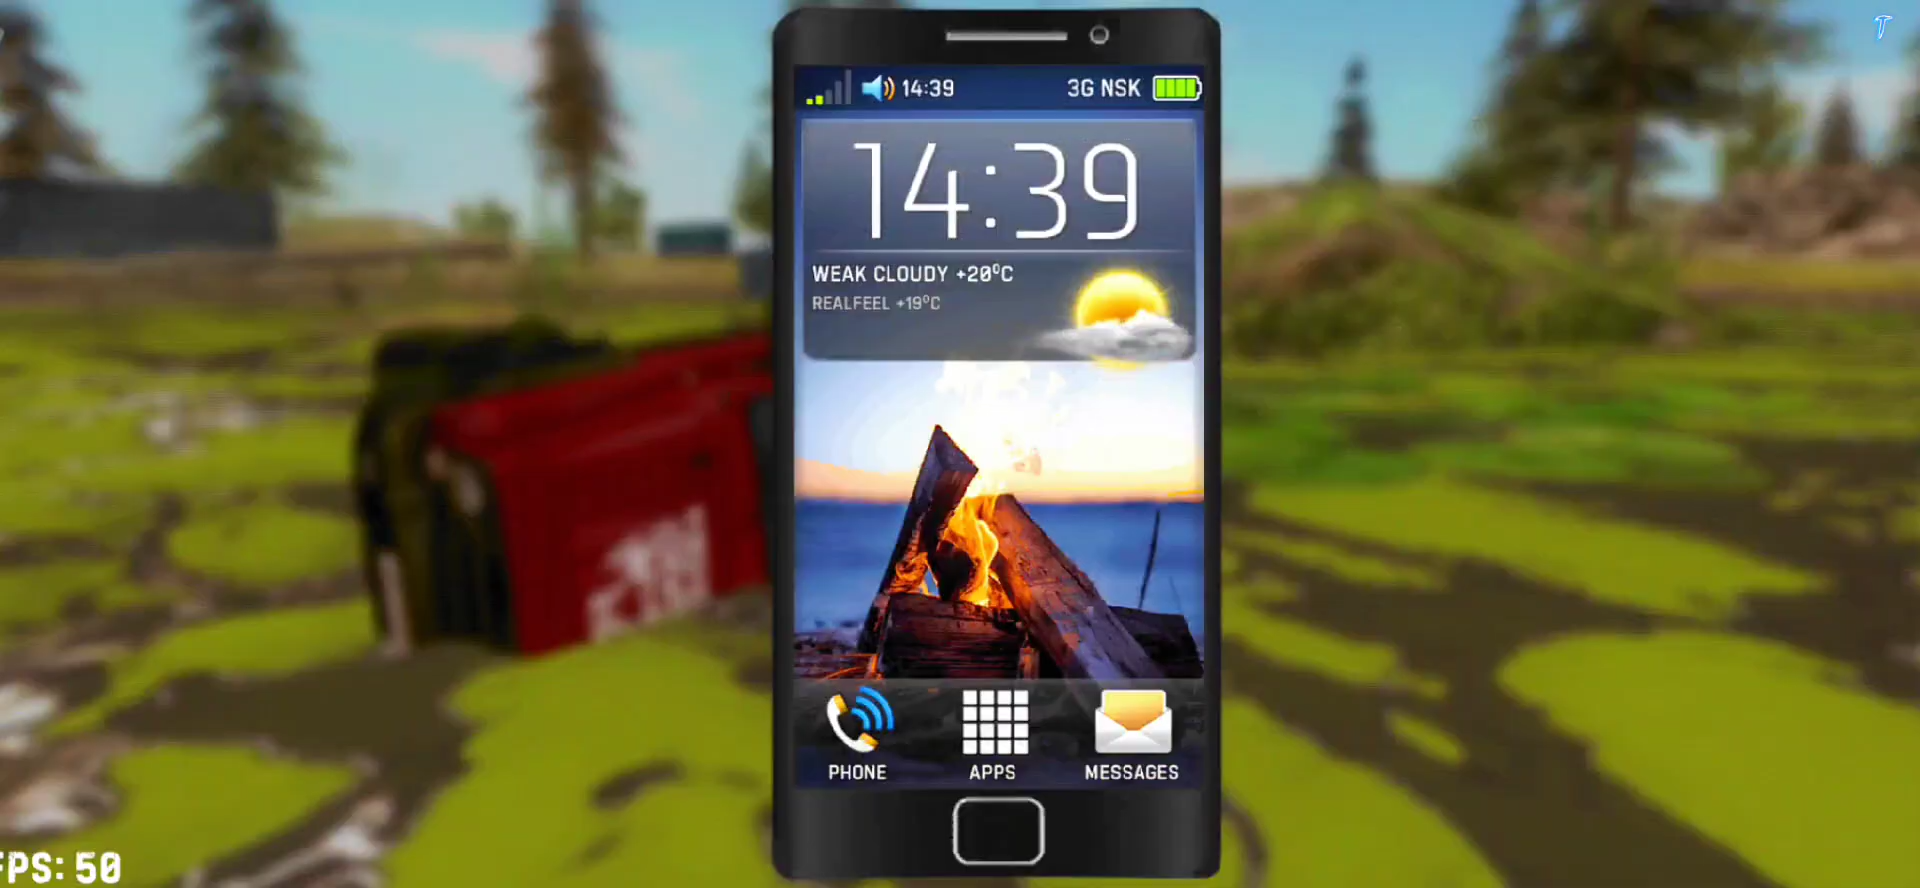 14:39 3G NSK
14:39
WEAK CLOUDY +20°C
REALFEEL +19°C
PHONE APPS MESSAGES
FPS: 50